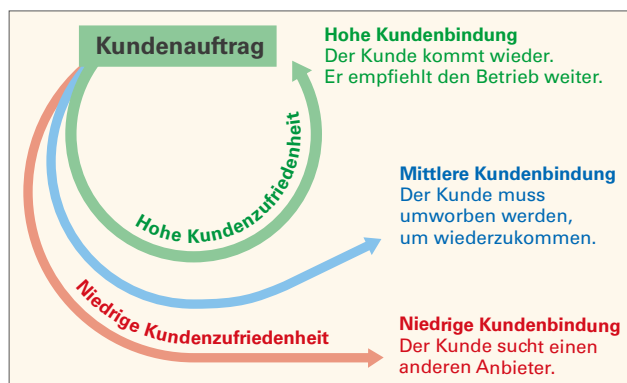 Kundenauftrag
Hohe Kundenbindung
Der Kunde kommt wieder.
Er empfiehlt den Betrieb weiter.
Hohe Kundenzufriedenheit
Mittlere Kundenbindung
Der Kunde muss
umworben werden,
um wiederzukommen.
Niedrige Kundenzufriedenheit
Niedrige Kundenbindung
Der Kunde sucht einen
anderen Anbieter.